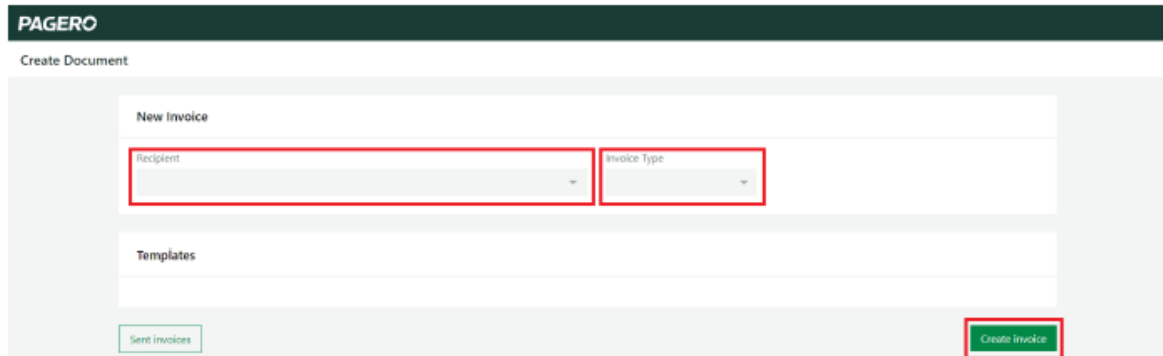 PAGERO
Create Document
New Invoice
Recipient
Invoice Type
Templates
Sent invoices
Create invoice